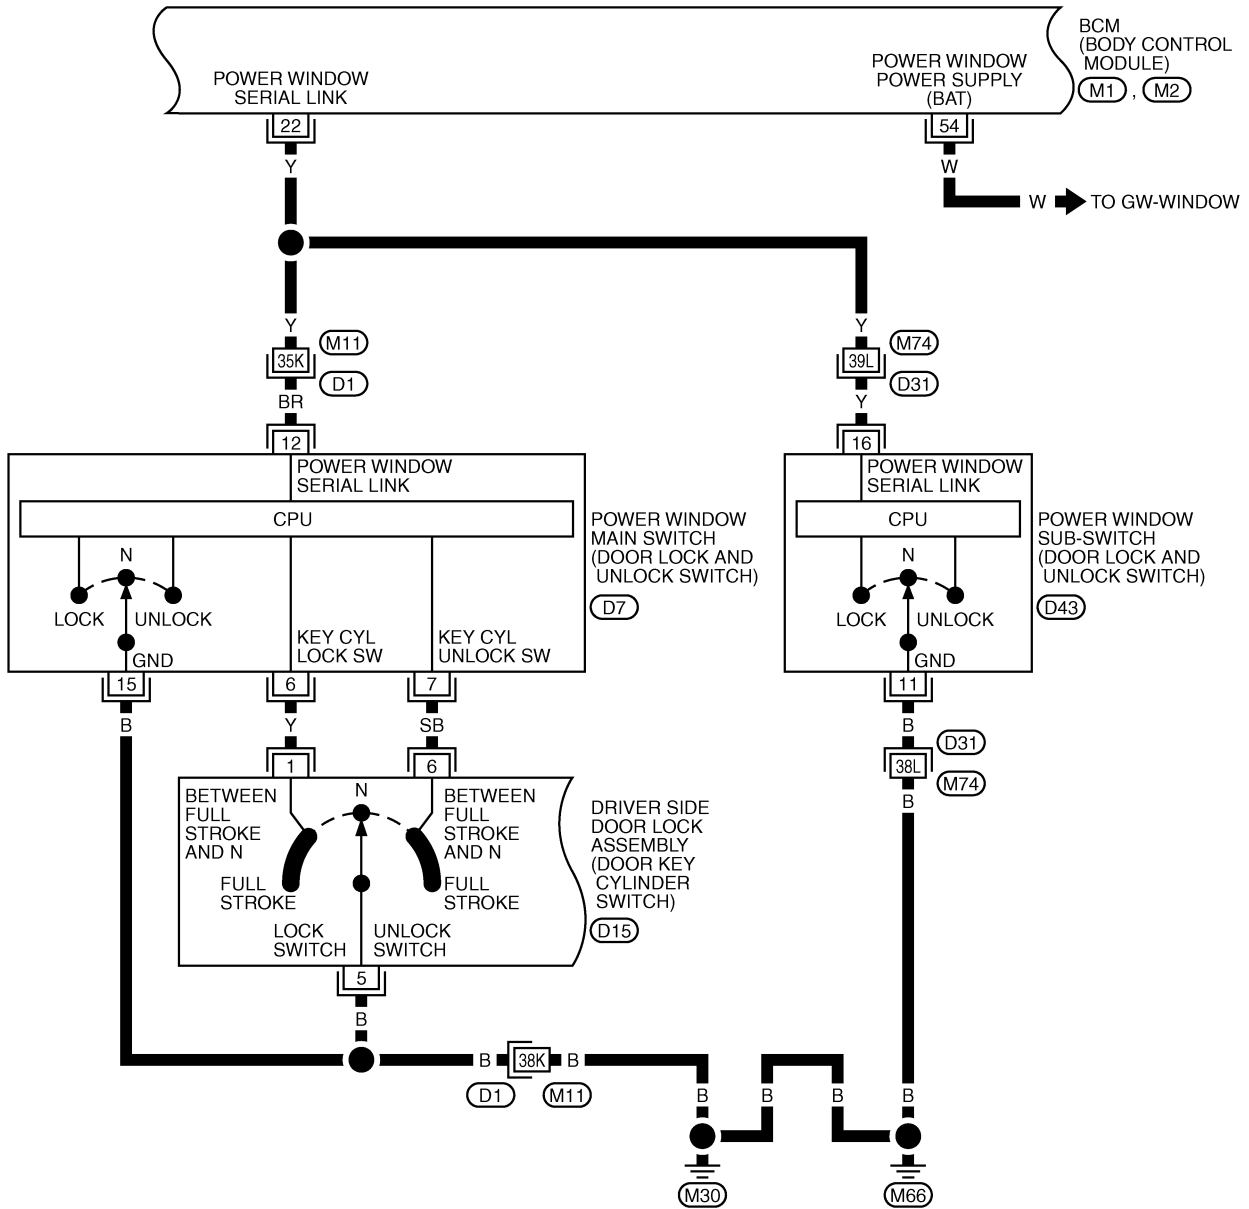 BCM
(BODY CONTROL
MODULE)
M1 , M2
POWER WINDOW
SERIAL LINK
POWER WINDOW
POWER SUPPLY
(BAT)
22
54
Y
W
W
TO GW-WINDOW
Y
M11
35K
D1
BR
12
Y
M74
39L
D31
Y
16
POWER WINDOW
SERIAL LINK
CPU
N
LOCK
UNLOCK
GND
KEY CYL
LOCK SW
KEY CYL
UNLOCK SW
POWER WINDOW
MAIN SWITCH
(DOOR LOCK AND
UNLOCK SWITCH)
D7
POWER WINDOW
SERIAL LINK
CPU
N
LOCK
UNLOCK
GND
POWER WINDOW
SUB-SWITCH
(DOOR LOCK AND
UNLOCK SWITCH)
D43
15
6
7
11
B
Y
SB
B
1
6
D31
38L
M74
B
BETWEEN
FULL
STROKE
AND N
FULL
STROKE
N
BETWEEN
FULL
STROKE
AND N
FULL
STROKE
LOCK
SWITCH
UNLOCK
SWITCH
DRIVER SIDE
DOOR LOCK
ASSEMBLY
(DOOR KEY
CYLINDER
SWITCH)
D15
5
B
B
38K
B
D1
M11
B
B
B
B
M30
M66